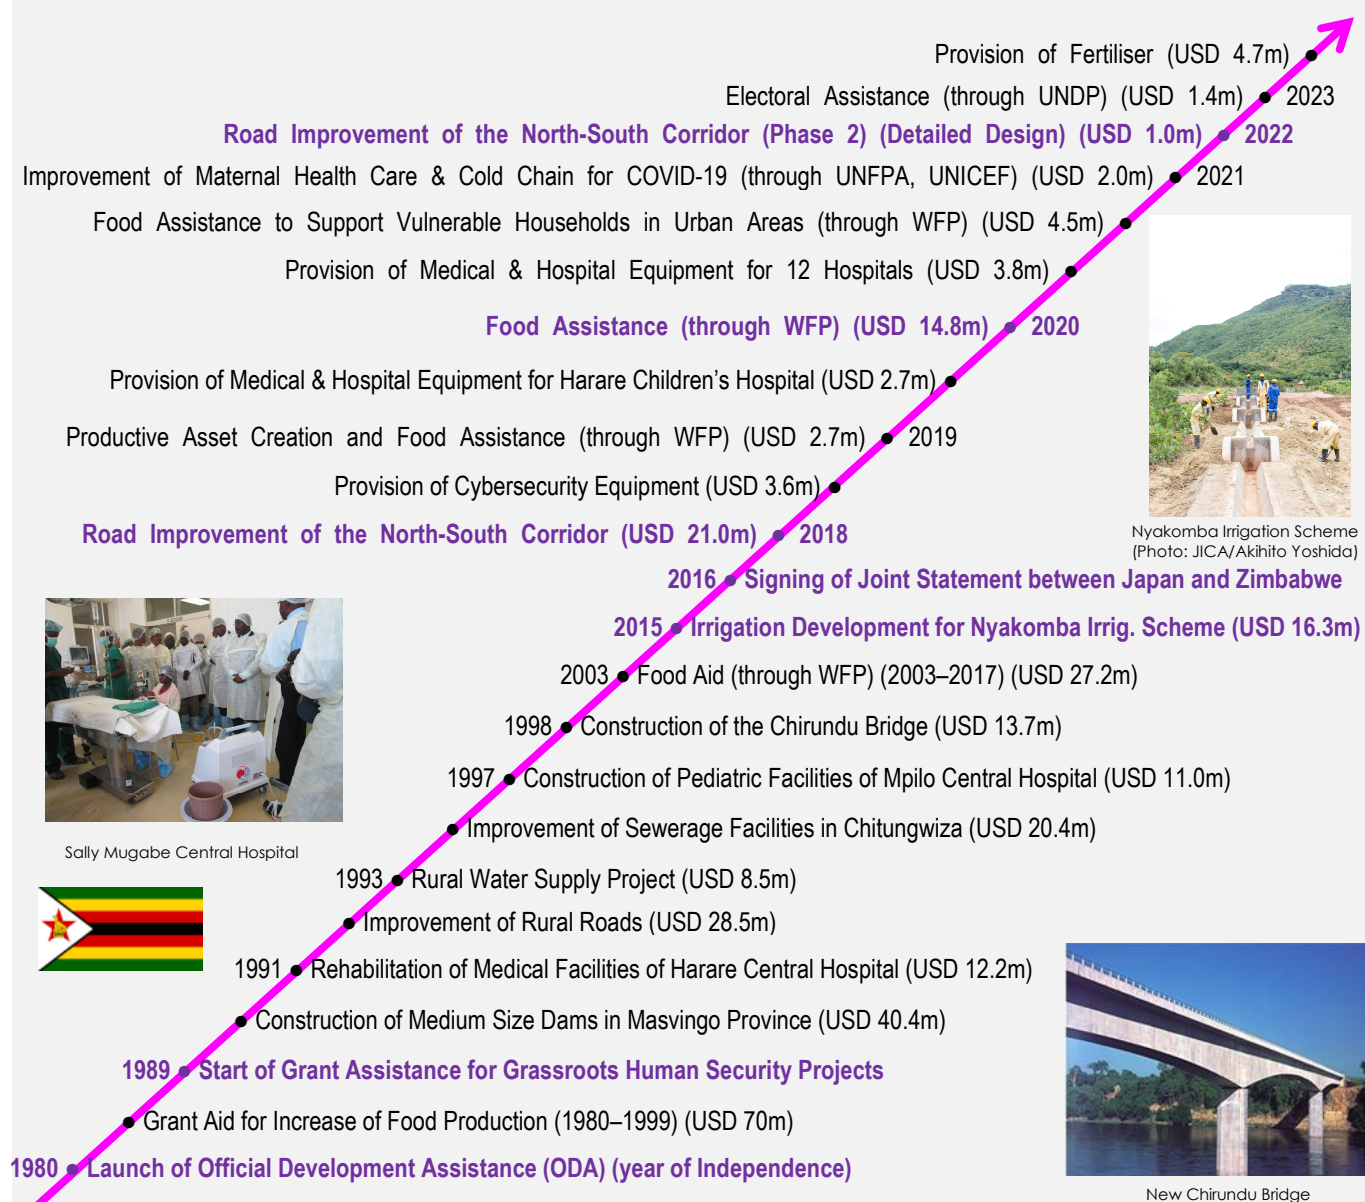 Provision of Fertiliser (USD 4.7m)
Electoral Assistance (through UNDP) (USD 1.4m) 2023
Road Improvement of the North-South Corridor (Phase 2) (Detailed Design) (USD 1.0m) 2022
Improvement of Maternal Health Care & Cold Chain for COVID-19 (through UNFPA, UNICEF) (USD 2.0m) 2021
Food Assistance to Support Vulnerable Households in Urban Areas (through WFP) (USD 4.5m)
Provision of Medical & Hospital Equipment for 12 Hospitals (USD 3.8m)
Food Assistance (through WFP) (USD 14.8m) 2020
Provision of Medical & Hospital Equipment for Harare Children's Hospital (USD 2.7m)
Productive Asset Creation and Food Assistance (through WFP) (USD 2.7m) 2019
Provision of Cybersecurity Equipment (USD 3.6m)
Road Improvement of the North-South Corridor (USD 21.0m) 2018
Nyakomba Irrigation Scheme
(Photo: JICA/Akihito Yoshida)
2016 Signing of Joint Statement between Japan and Zimbabwe
2015 Irrigation Development for Nyakomba Irrig. Scheme (USD 16.3m)
2003 Food Aid (through WFP) (2003–2017) (USD 27.2m)
1998 Construction of the Chirundu Bridge (USD 13.7m)
1997 Construction of Pediatric Facilities of Mpilo Central Hospital (USD 11.0m)
Improvement of Sewerage Facilities in Chitungwiza (USD 20.4m)
Sally Mugabe Central Hospital
1993 Rural Water Supply Project (USD 8.5m)
Improvement of Rural Roads (USD 28.5m)
1991 Rehabilitation of Medical Facilities of Harare Central Hospital (USD 12.2m)
Construction of Medium Size Dams in Masvingo Province (USD 40.4m)
1989 Start of Grant Assistance for Grassroots Human Security Projects
Grant Aid for Increase of Food Production (1980–1999) (USD 70m)
1980 Launch of Official Development Assistance (ODA) (year of Independence)
New Chirundu Bridge